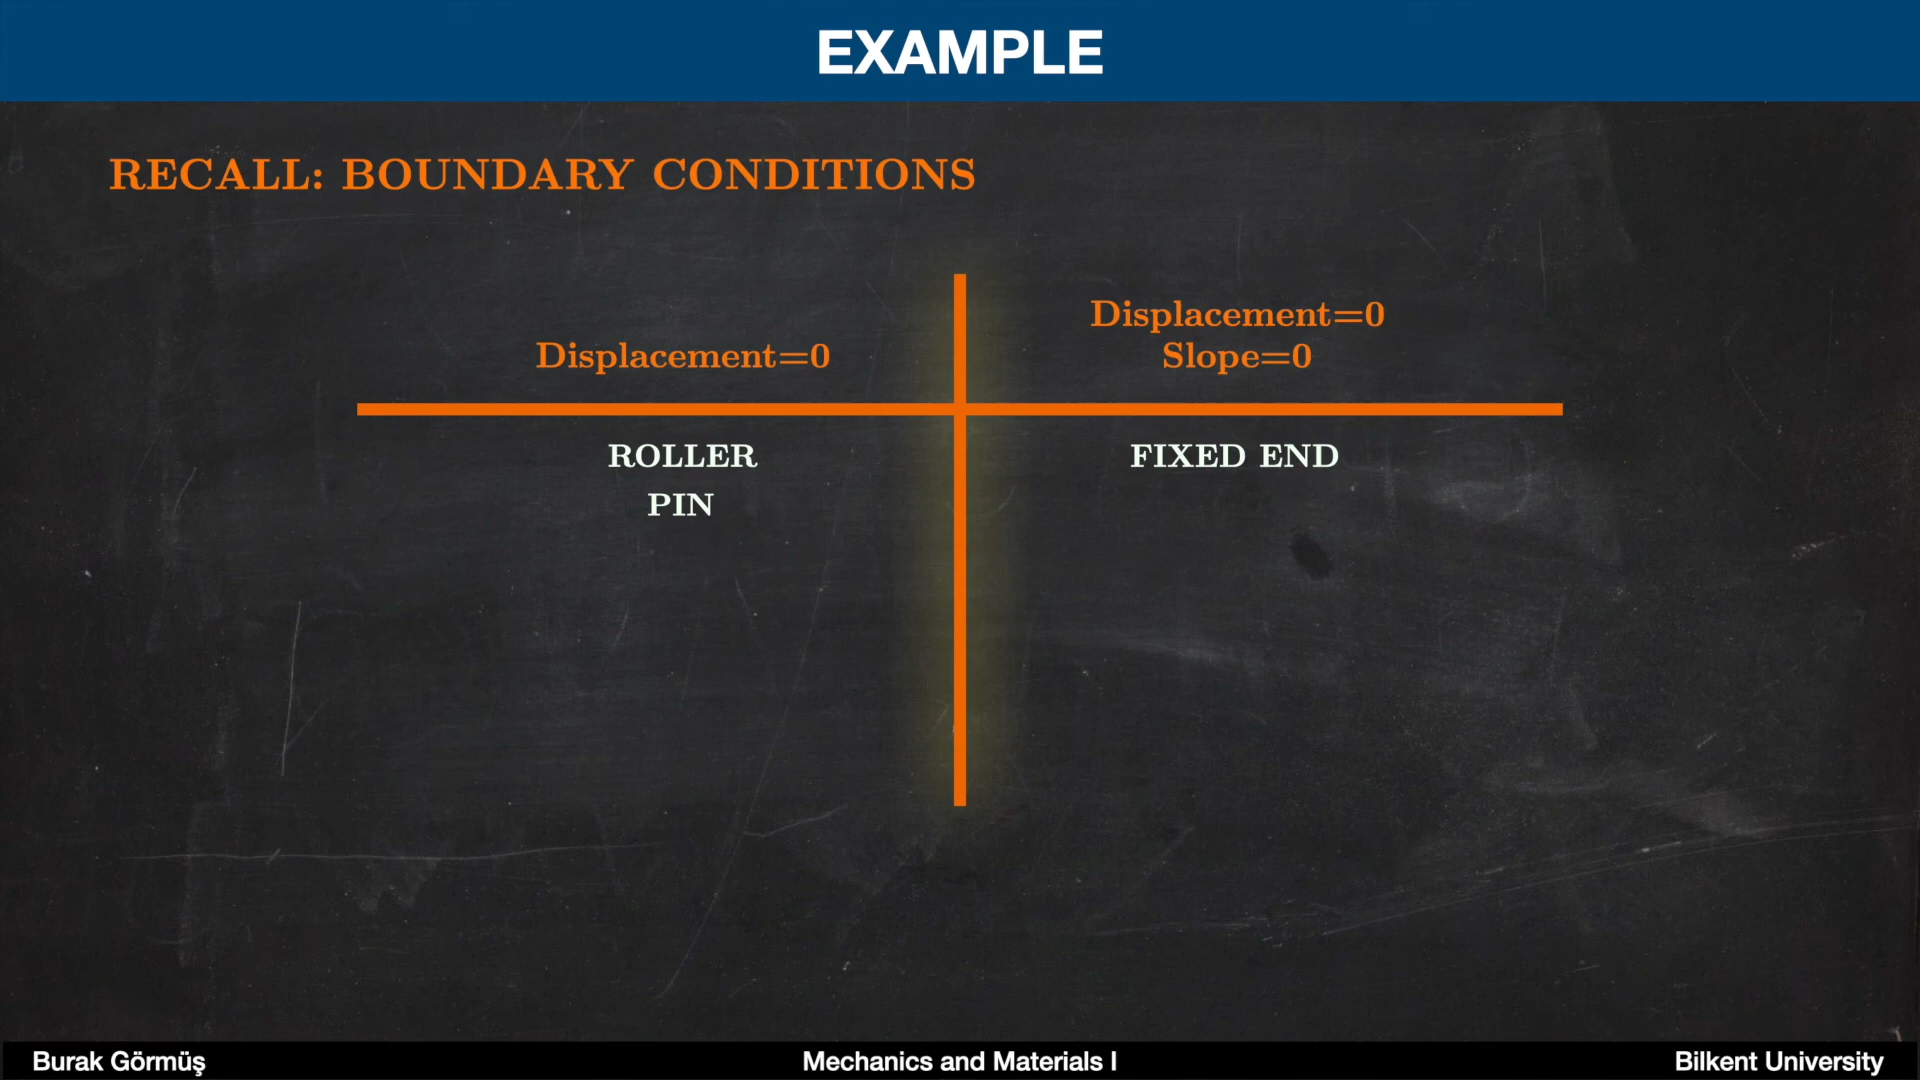 EXAMPLE
RECALL: BOUNDARY CONDITIONS
Displacement=0
Displacement=0
Slope=0
ROLLER
PIN
FIXED END
Burak Görmüş
Mechanics and Materials I
Bilkent University